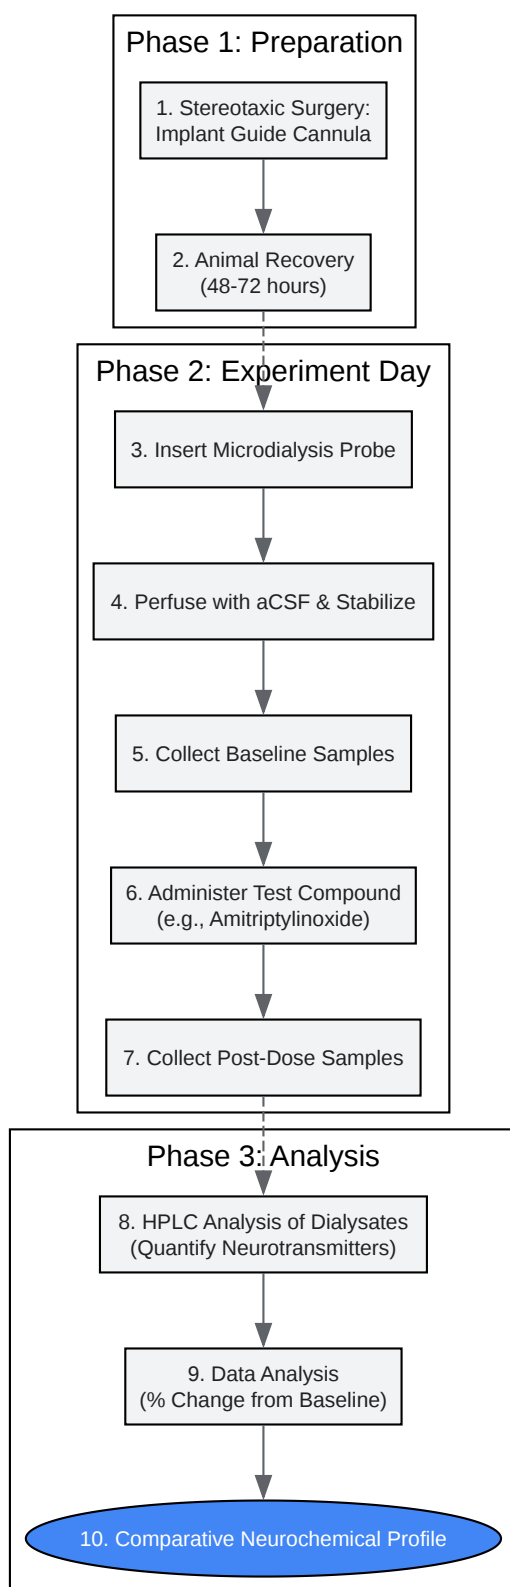 Phase 1: Preparation
1. Stereotaxic Surgery:
Implant Guide Cannula
2. Animal Recovery
(48-72 hours)
Phase 2: Experiment Day
3. Insert Microdialysis Probe
4. Perfuse with aCSF & Stabilize
5. Collect Baseline Samples
6. Administer Test Compound
(e.g., Amitriptylinoxide)
7. Collect Post-Dose Samples
Phase 3: Analysis
8. HPLC Analysis of Dialysates
(Quantify Neurotransmitters)
9. Data Analysis
(% Change from Baseline)
10. Comparative Neurochemical Profile